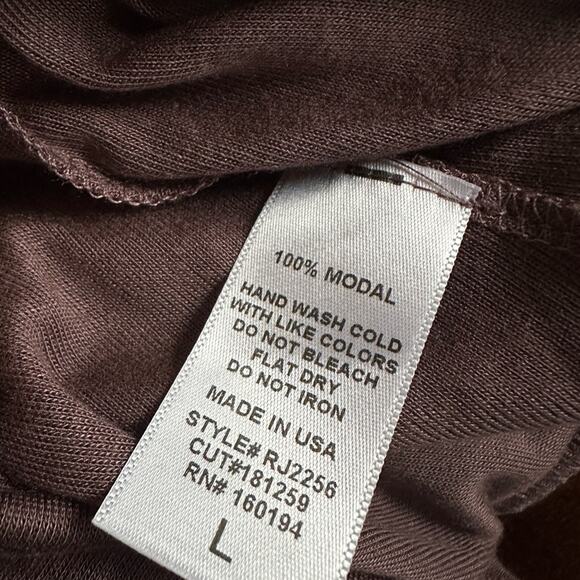 100% MODAL
HAND WASH COLD
WITH LIKE COLORS
DO NOT BLEACH
FLAT DRY
DO NOT IRON
MADE IN USA
STYLE# RJ2256
CUT#181259
RN# 160194
L